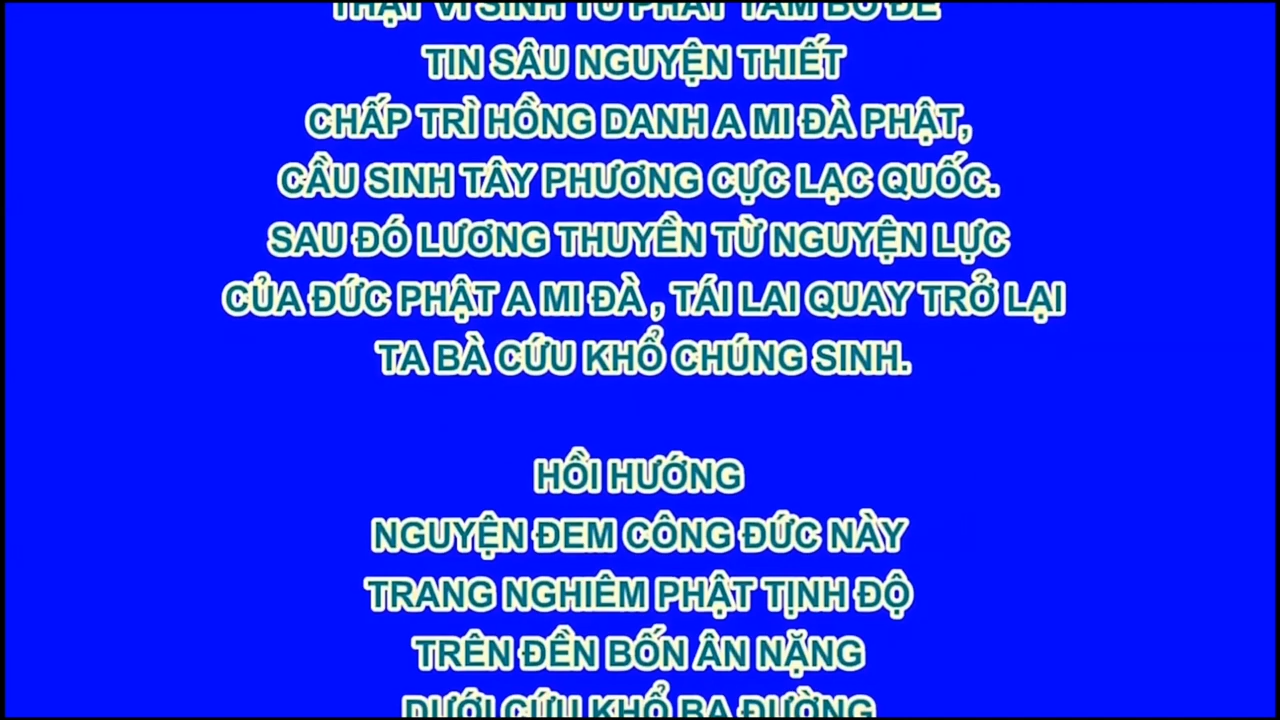 THẬT VÌ SINH TỬ PHÁT TÂM BỒ ĐỀ
TIN SÂU NGUYỆN THIẾT
CHẤP TRÌ HỒNG DANH A MI ĐÀ PHẬT,
CẦU SINH TÂY PHƯƠNG CỰC LẠC QUỐC.
SAU ĐÓ LƯƠNG THUYỀN TỪ NGUYỆN LỰC
CỦA ĐỨC PHẬT A MI ĐÀ , TÁI LAI QUAY TRỞ LẠI
TA BÀ CỨU KHỔ CHÚNG SINH.
HỒI HƯỚNG
NGUYỆN ĐEM CÔNG ĐỨC NÀY
TRANG NGHIÊM PHẬT TỊNH ĐỘ
TRÊN ĐỀN BỐN ÂN NẶNG
DƯỚI CỨU KHỔ BA ĐƯỜNG